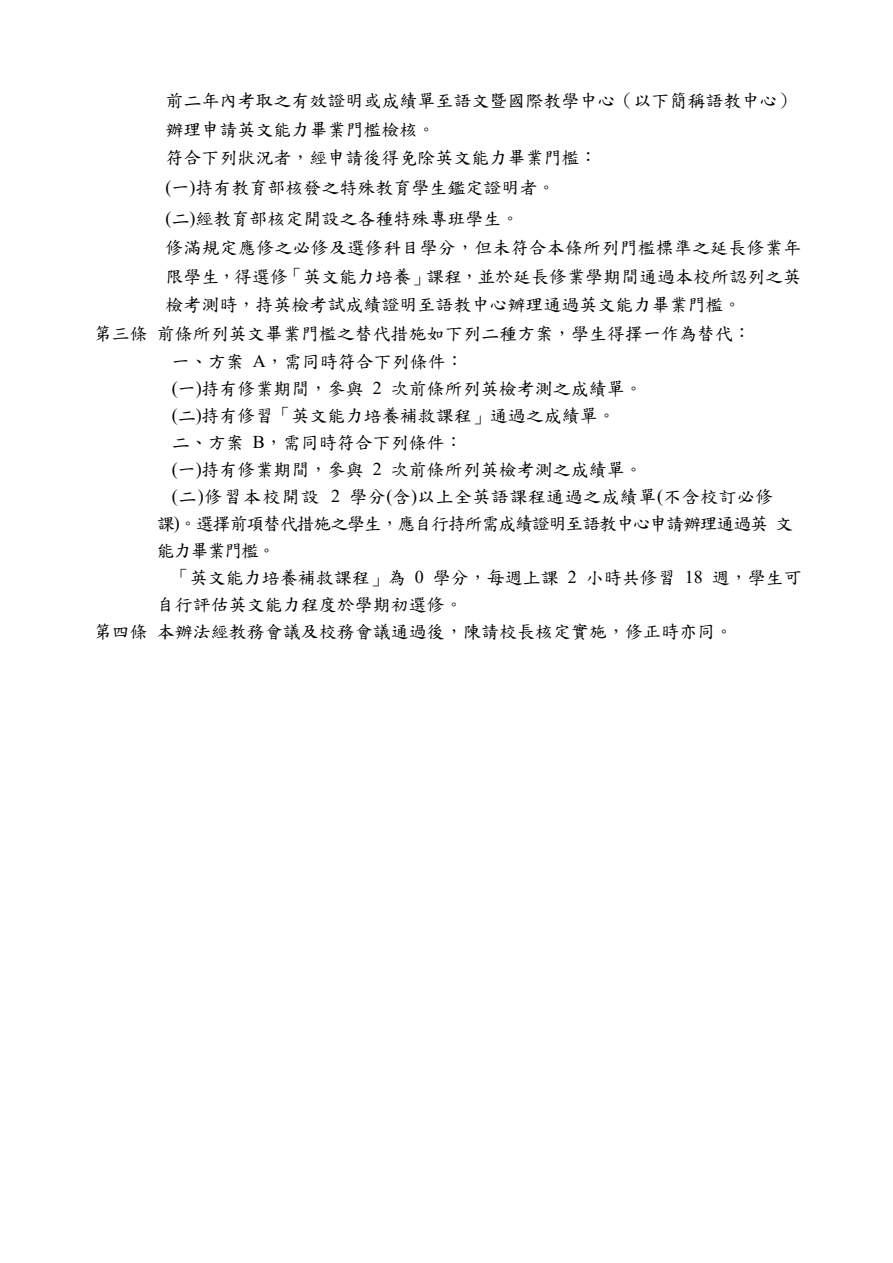 前二年內考取之有效證明或成績單至語文暨國際教學中心（以下簡稱語教中心）
辦理申請英文能力畢業門檻檢核。
符合下列狀況者，經申請後得免除英文能力畢業門檻：
(一)持有教育部核發之特殊教育學生鑑定證明者。
(二)經教育部核定開設之各種特殊專班學生。
修滿規定應修之必修及選修科目學分，但未符合本條所列門檻標準之延長修業年
限學生，得選修「英文能力培養」課程，並於延長修業學期間通過本校所認列之英
檢考測時，持英檢考試成績證明至語教中心辦理通過英文能力畢業門檻。
第三條 前條所列英文畢業門檻之替代措施如下列二種方案，學生得擇一作為替代：
一、方案 A，需同時符合下列條件：
(一)持有修業期間，參與 2 次前條所列英檢考測之成績單。
(二)持有修習「英文能力培養補救課程」通過之成績單。
二、方案 B，需同時符合下列條件：
(一)持有修業期間，參與 2 次前條所列英檢考測之成績單。
(二)修習本校開設 2 學分(含)以上全英語課程通過之成績單(不含校訂必修
課)。選擇前項替代措施之學生，應自行持所需成績證明至語教中心申請辦理通過英 文
能力畢業門檻。
「英文能力培養補救課程」為 0 學分，每週上課 2 小時共修習 18 週，學生可
自行評估英文能力程度於學期初選修。
第四條 本辦法經教務會議及校務會議通過後，陳請校長核定實施，修正時亦同。